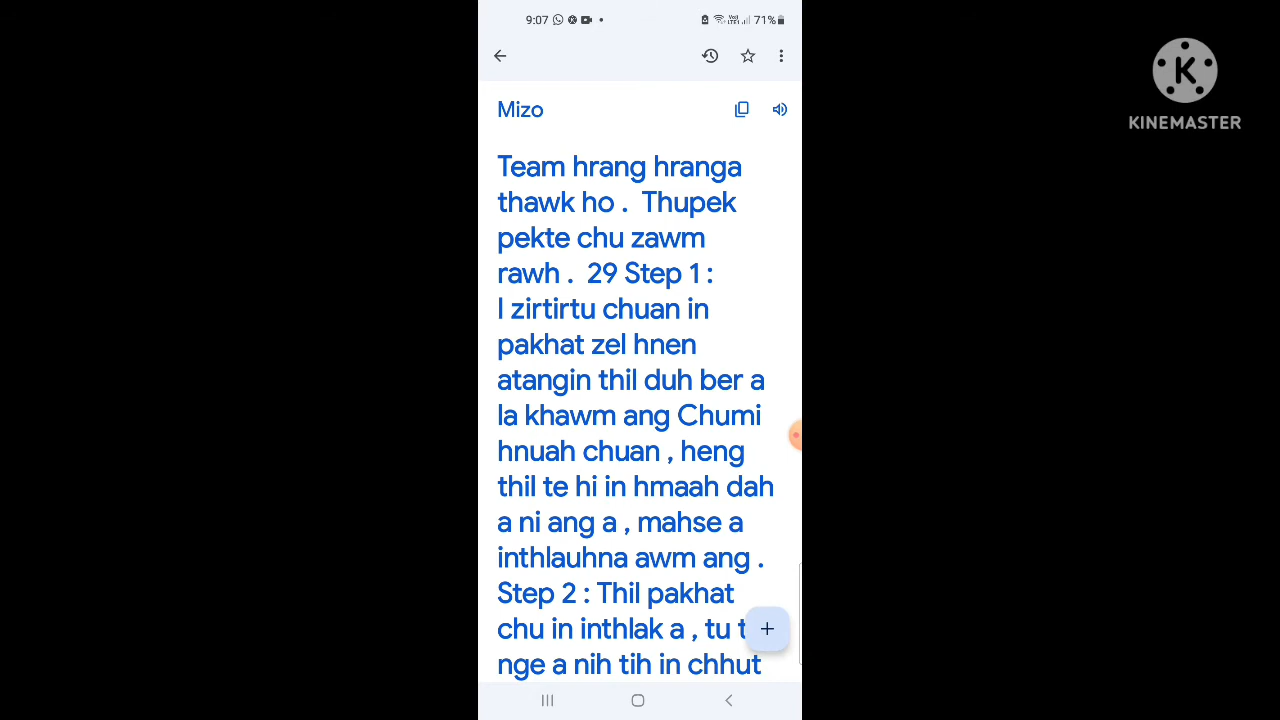 9:07
71%
KINEMASTER
Mizo
Team hrang hranga
thawk ho .  Thupek
pekte chu zawm
rawh .  29 Step 1 :
I zirtirtu chuan in
pakhat zel hnen
atangin thil duh ber a
la khawm ang Chumi
hnuah chuan , heng
thil te hi in hmaah dah
a ni ang a , mahse a
inthlauhna awm ang .
Step 2 : Thil pakhat
chu in inthlak a , tu
nge a nih tih in chhut